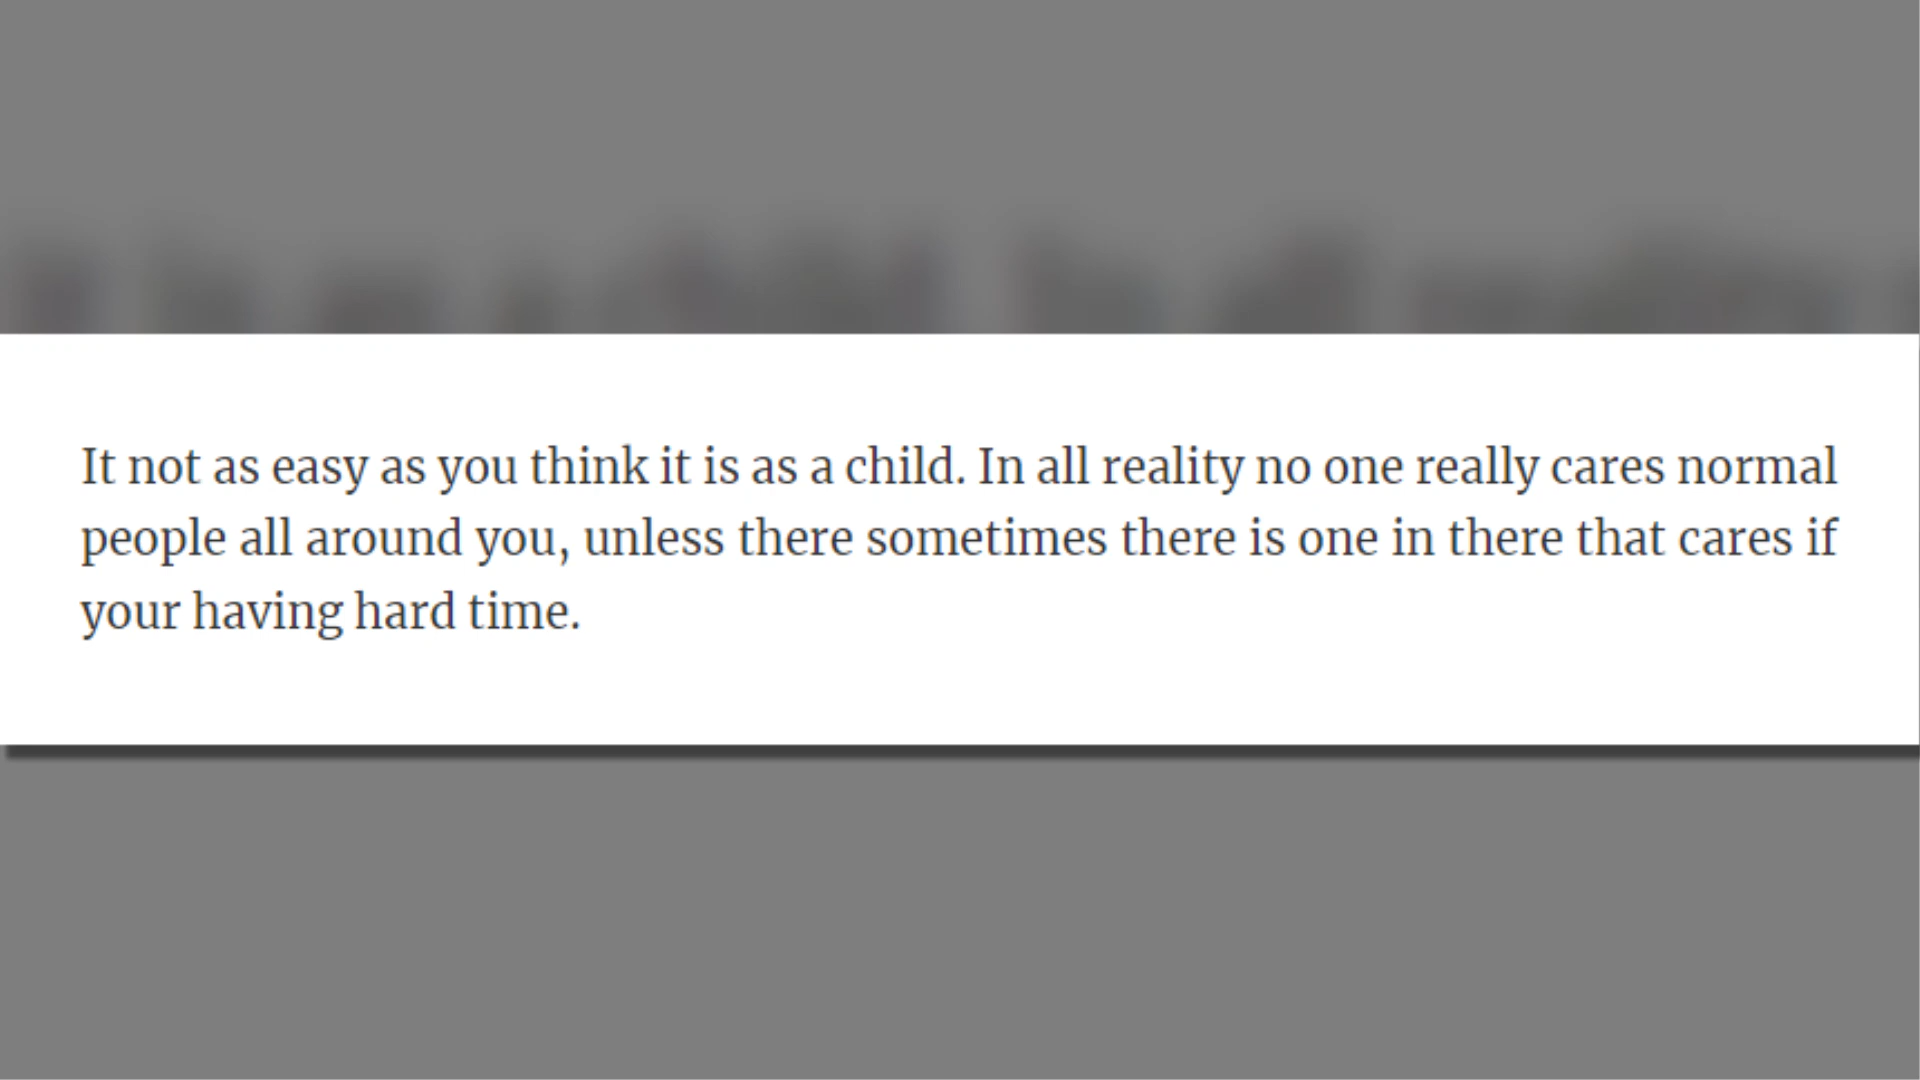 It not as easy as you think it is as a child. In all reality no one really cares normal
people all around you, unless there sometimes there is one in there that cares if
your having hard time.